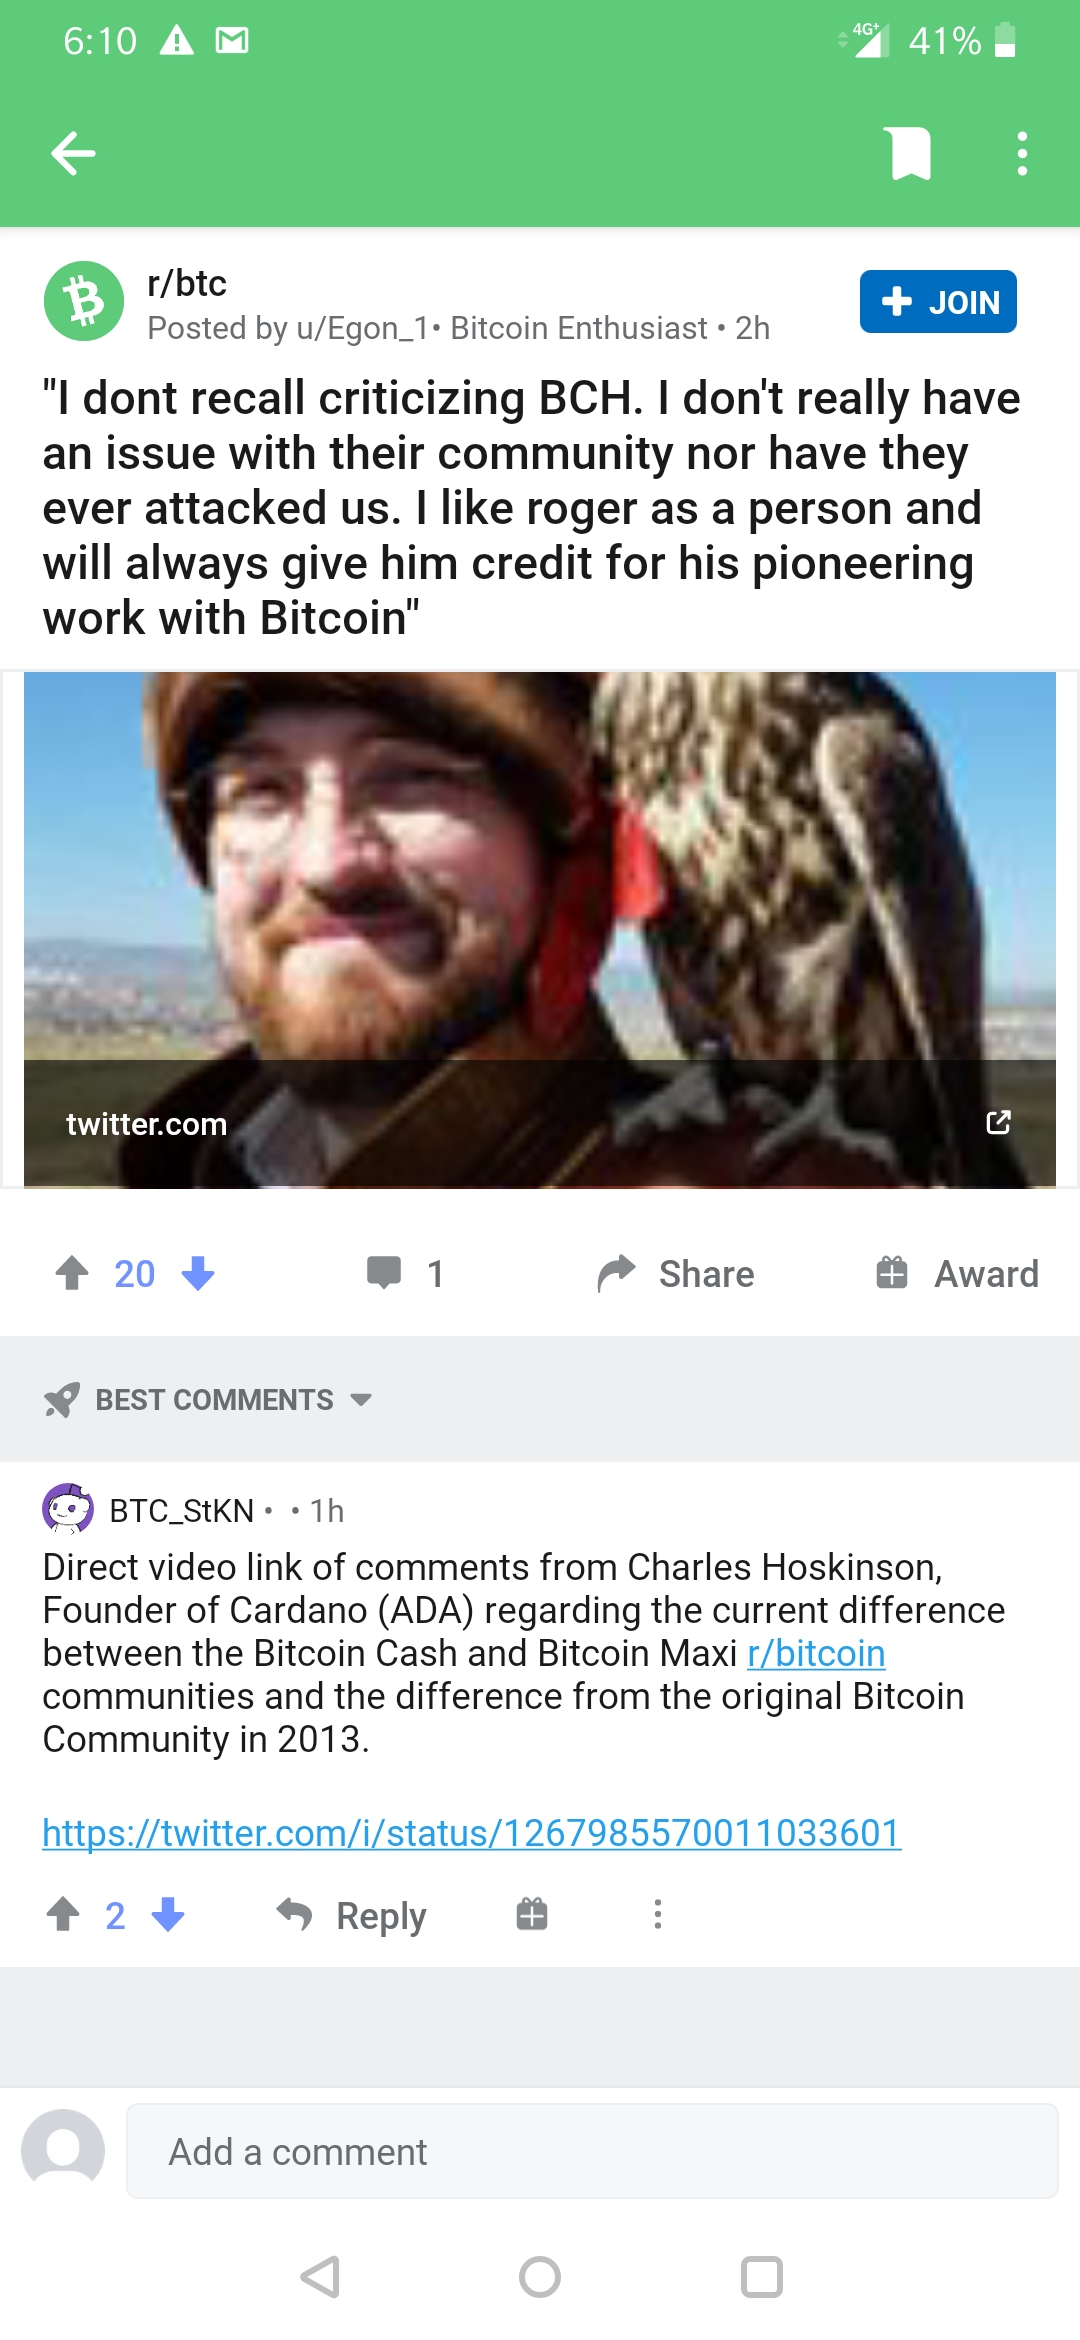 6:10
4G+ 41%
r/btc
Posted by u/Egon_1• Bitcoin Enthusiast • 2h
+ JOIN
"I dont recall criticizing BCH. I don't really have
an issue with their community nor have they
ever attacked us. I like roger as a person and
will always give him credit for his pioneering
work with Bitcoin"
twitter.com
20
1
Share
Award
BEST COMMENTS
BTC_StKN • • 1h
Direct video link of comments from Charles Hoskinson,
Founder of Cardano (ADA) regarding the current difference
between the Bitcoin Cash and Bitcoin Maxi r/bitcoin
communities and the difference from the original Bitcoin
Community in 2013.
https://twitter.com/i/status/1267985570011033601
2
Reply
Add a comment